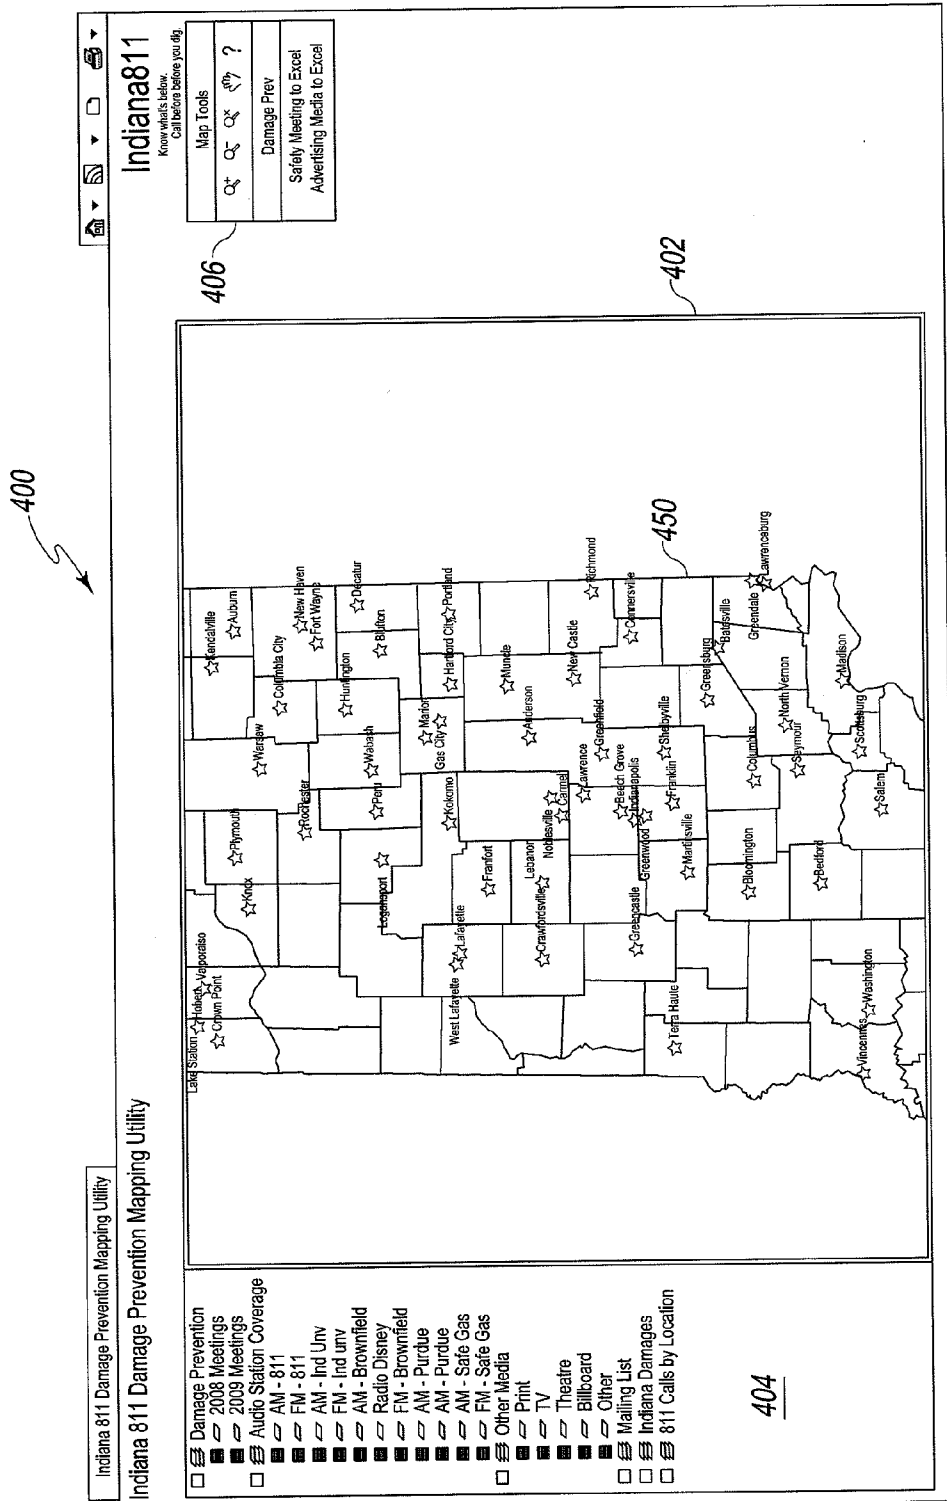 400
Indiana 811 Damage Prevention Mapping Utility
Indiana 811 Damage Prevention Mapping Utility
Indiana811
Know what's below.
Call before before you dig.
406
Map Tools
?
Damage Prev
Safety Meeting to Excel
Advertising Media to Excel
402
450
404
Damage Prevention
2008 Meetings
2009 Meetings
Audio Station Coverage
AM - 811
FM - 811
AM - Ind Unv
FM - Ind unv
AM - Brownfield
Radio Disney
FM - Brownfield
AM - Purdue
AM - Purdue
AM - Safe Gas
FM - Safe Gas
Other Media
Print
TV
Theatre
Billboard
Other
Mailing List
Indiana Damages
811 Calls by Location
Lake Station
Hobert
Valporaiso
Crown Point
Knox
Plymouth
Kendalville
Auburn
Wersew
Columbia City
New Haven
Fort Wayne
Rochester
Huntington
Decatur
Logansport
Peru
Wabash
Blufton
West Lafayette
Lafayette
Kokomo
Marion
Gas City
Hartford City
Portland
Franfort
Muncie
Crawfordsville
Lebanon
Noblesville
Carmel
Anderson
New Castle
Richmond
Lawrence
Greenfield
Greencastle
Greenwood
Indianapolis
Beech Grove
Connersville
Terra Haute
Martinsville
Franklin
Shelbyville
Greensburg
Batesville
Bloomington
Columbus
Greendale
Lawrenceburg
North Vernon
Seymour
Bedford
Vincennes
Washington
Salem
Scottsburg
Madison